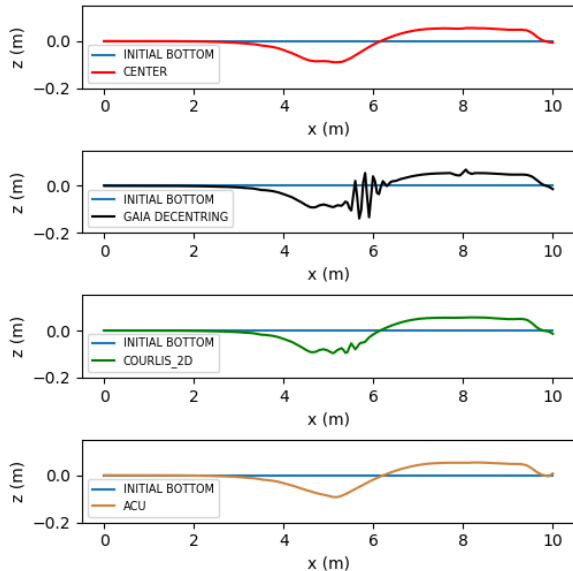 z (m)
0.0
−0.2
INITIAL BOTTOM
CENTER
0 2 4 6 8 10
x (m)
z (m)
0.0
−0.2
INITIAL BOTTOM
GAIA DECENTRING
0 2 4 6 8 10
x (m)
z (m)
0.0
−0.2
INITIAL BOTTOM
COURLIS_2D
0 2 4 6 8 10
x (m)
z (m)
0.0
−0.2
INITIAL BOTTOM
ACU
0 2 4 6 8 10
x (m)